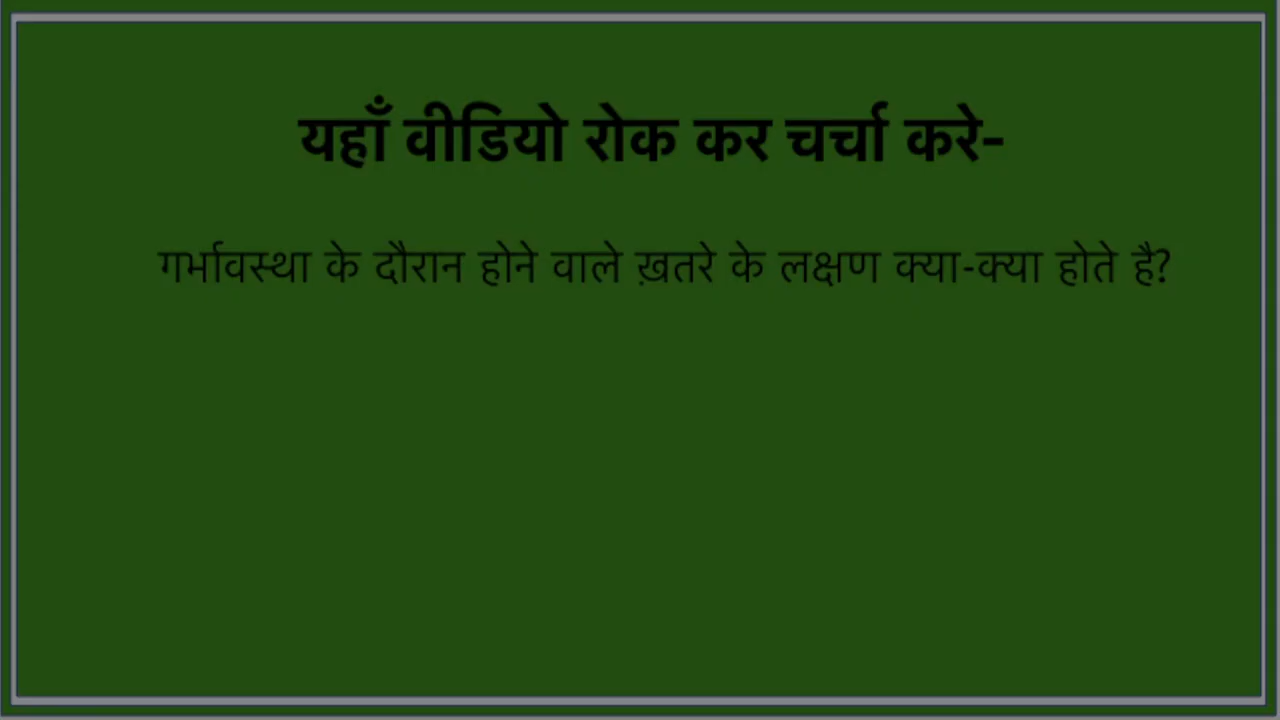 यहाँ वीडियो रोक कर चर्चा करे-
गर्भावस्था के दौरान होने वाले ख़तरे के लक्षण क्या-क्या होते है?